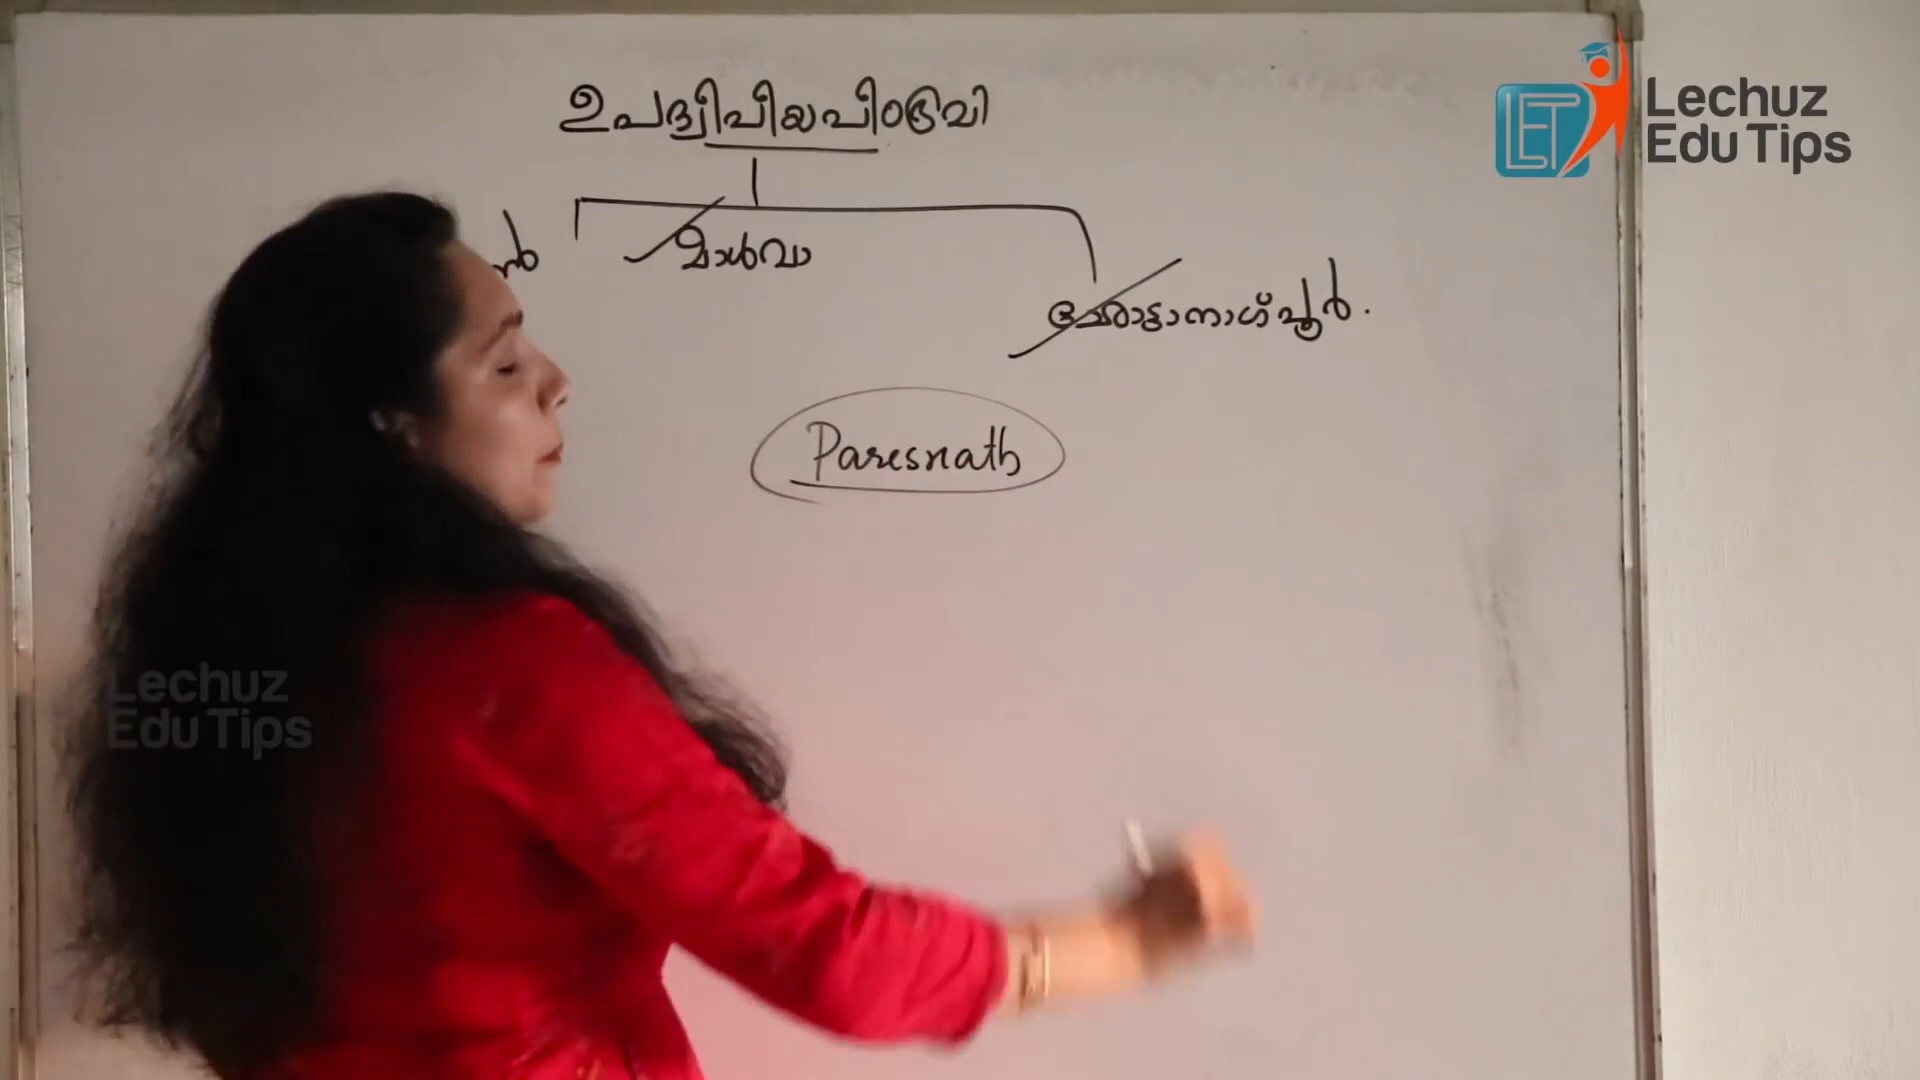 Lechuz
Edu Tips
ഉപദ്വീപീയപീഠഭൂമി
മാൾവാ
ഛോട്ടാനാഗ്പൂർ.
Paresnath
Lechuz
Edu Tips